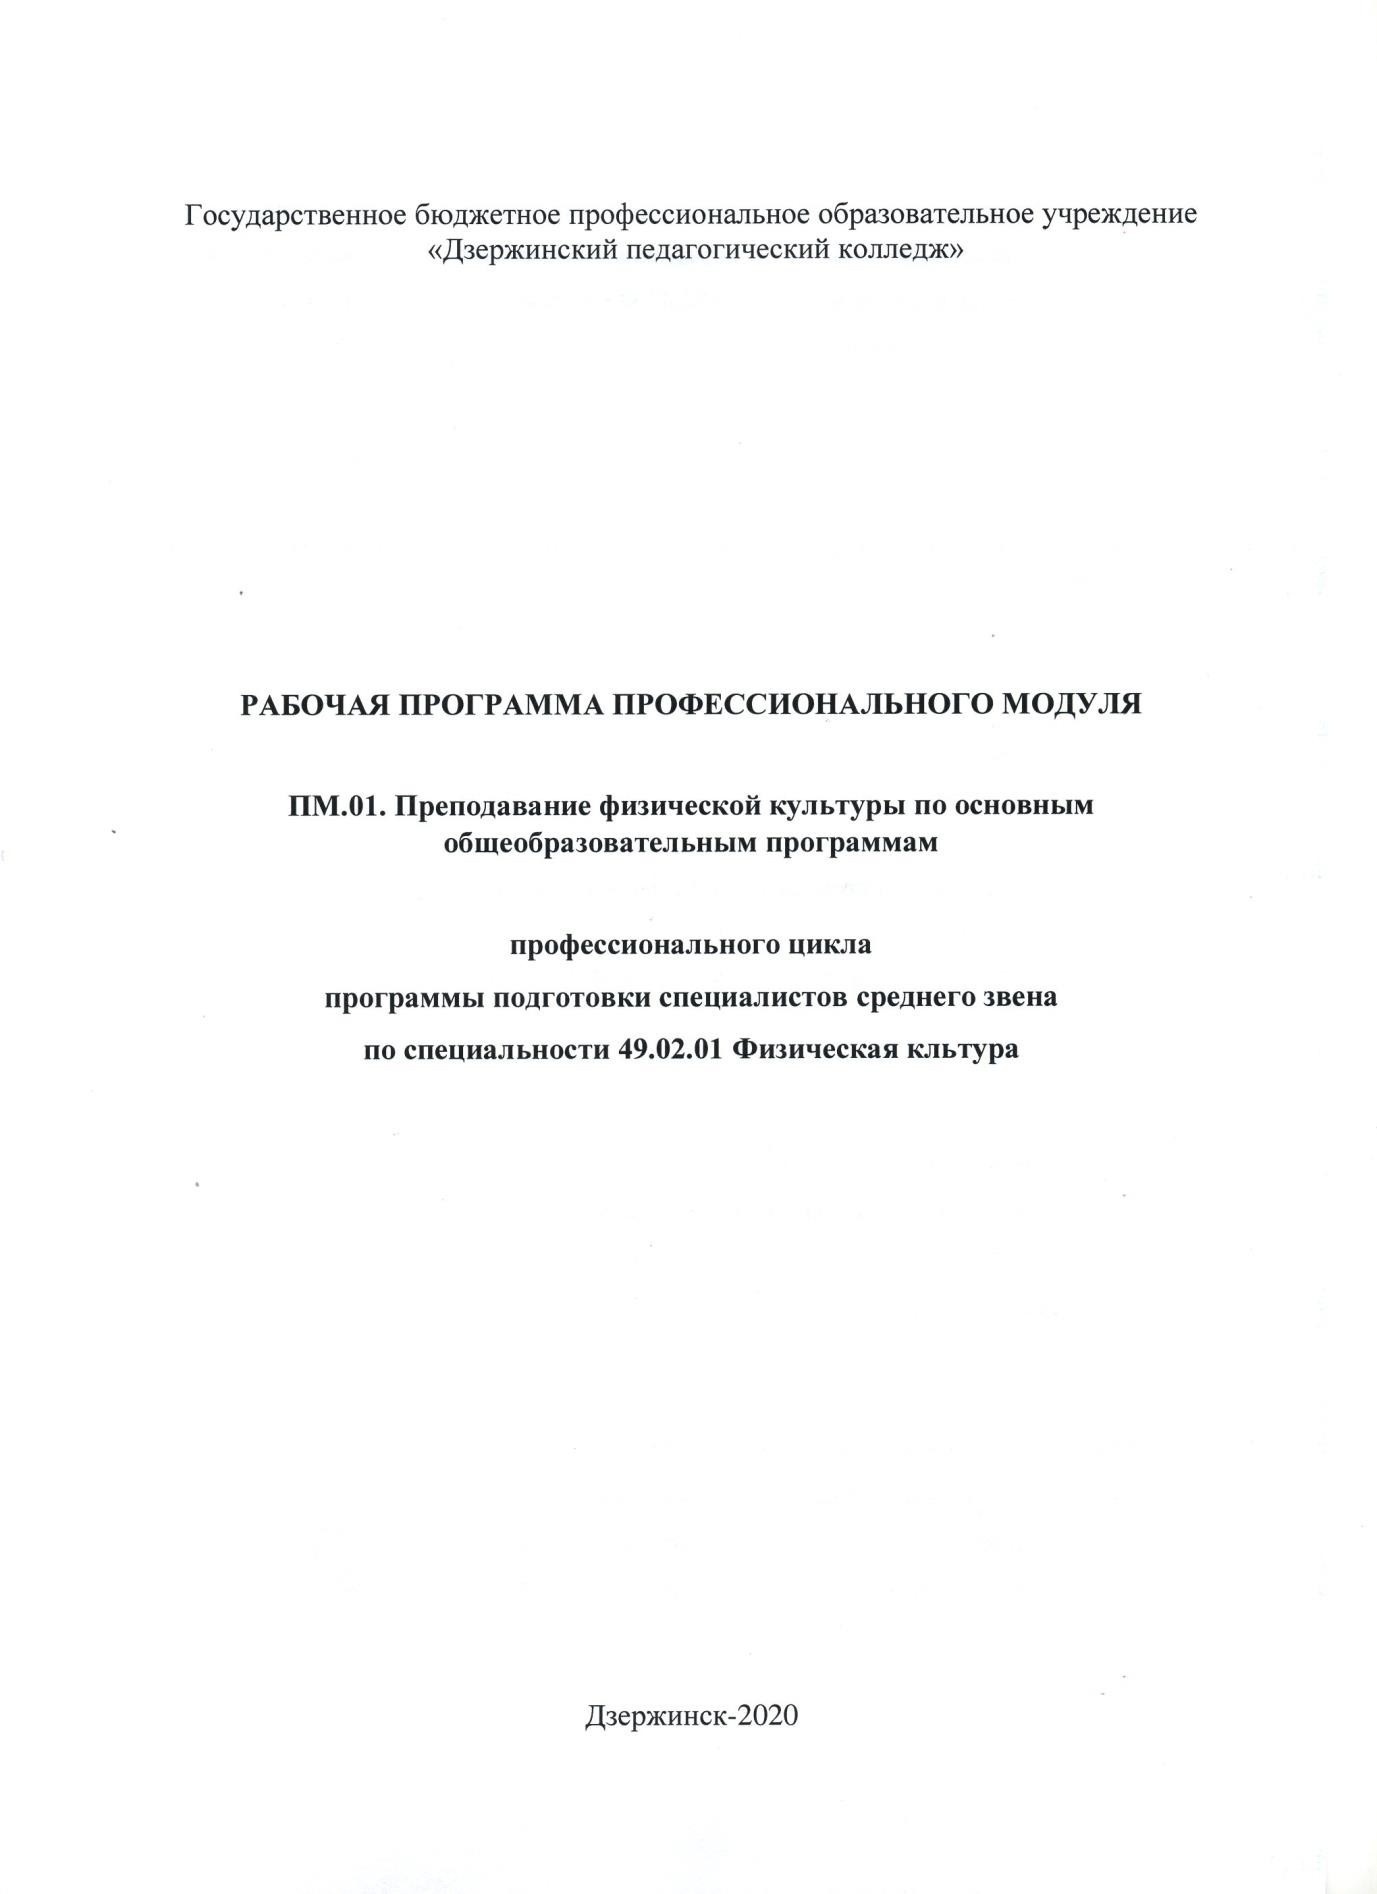 Государственное бюджетное профессиональное образовательное учреждение
«Дзержинский педагогический колледж»
РАБОЧАЯ ПРОГРАММА ПРОФЕССИОНАЛЬНОГО МОДУЛЯ
ПМ.01. Преподавание физической культуры по основным
общеобразовательным программам
профессионального цикла
программы подготовки специалистов среднего звена
по специальности 49.02.01 Физическая кльтура
Дзержинск-2020